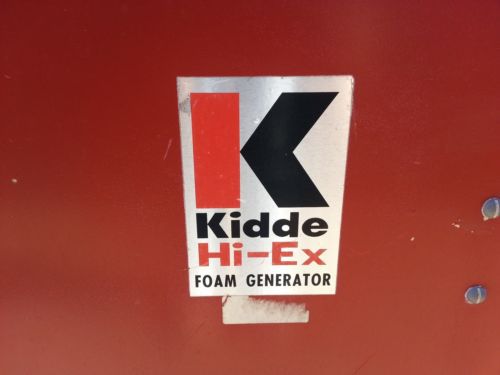 K
Kidde
Hi-Ex
FOAM GENERATOR